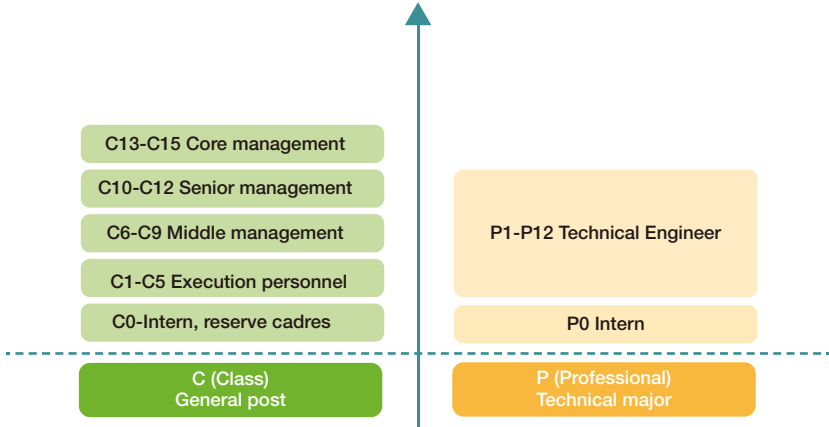 C13-C15 Core management
C10-C12 Senior management
C6-C9 Middle management
C1-C5 Execution personnel
C0-Intern, reserve cadres
C (Class)
General post
P1-P12 Technical Engineer
P0 Intern
P (Professional)
Technical major